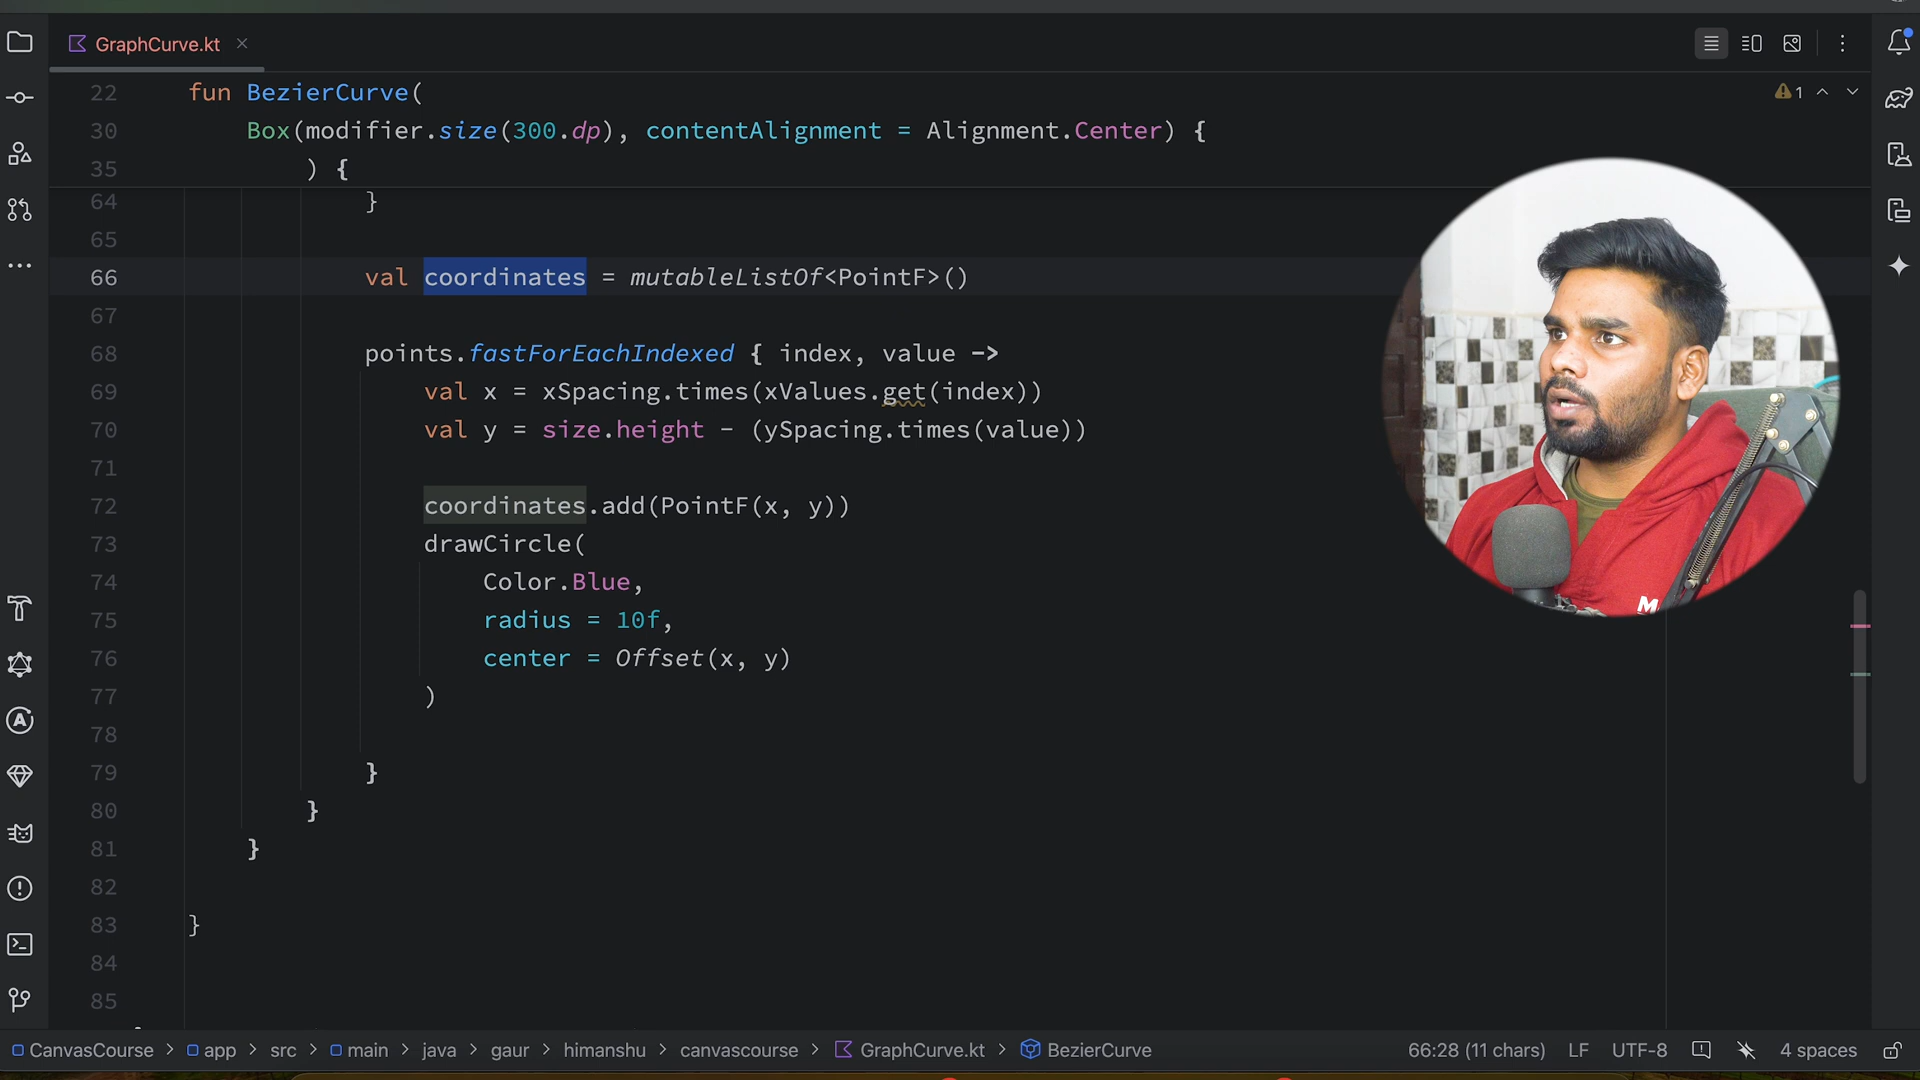 GraphCurve.kt
22 fun BezierCurve(
1
30 Box(modifier.size(300.dp), contentAlignment = Alignment.Center) {
35 ) {
64 }
65
66 val coordinates = mutableListOf<PointF>()
67
68 points.fastForEachIndexed { index, value ->
69 val x = xSpacing.times(xValues.get(index))
70 val y = size.height - (ySpacing.times(value))
71
72 coordinates.add(PointF(x, y))
73 drawCircle(
74 Color.Blue,
75 radius = 10f,
76 center = Offset(x, y)
77 )
78
79 }
80 }
81 }
82
83 }
84
85
CanvasCourse > app > src > main > java > gaur > himanshu > canvascourse > GraphCurve.kt > BezierCurve
66:28 (11 chars) LF UTF-8 4 spaces